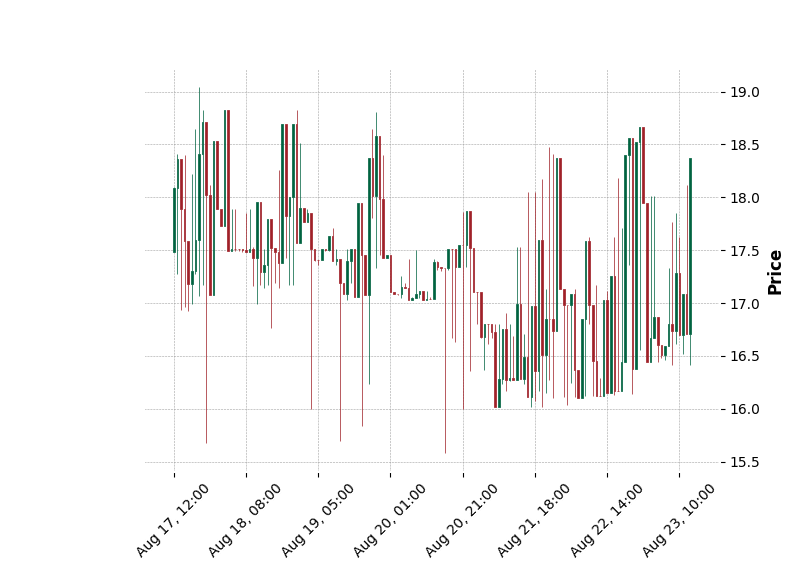 19.0
18.5
18.0
17.5
17.0
16.5
16.0
15.5
Price
Aug 17, 12:00
Aug 18, 08:00
Aug 19, 05:00
Aug 20, 01:00
Aug 20, 21:00
Aug 21, 18:00
Aug 22, 14:00
Aug 23, 10:00